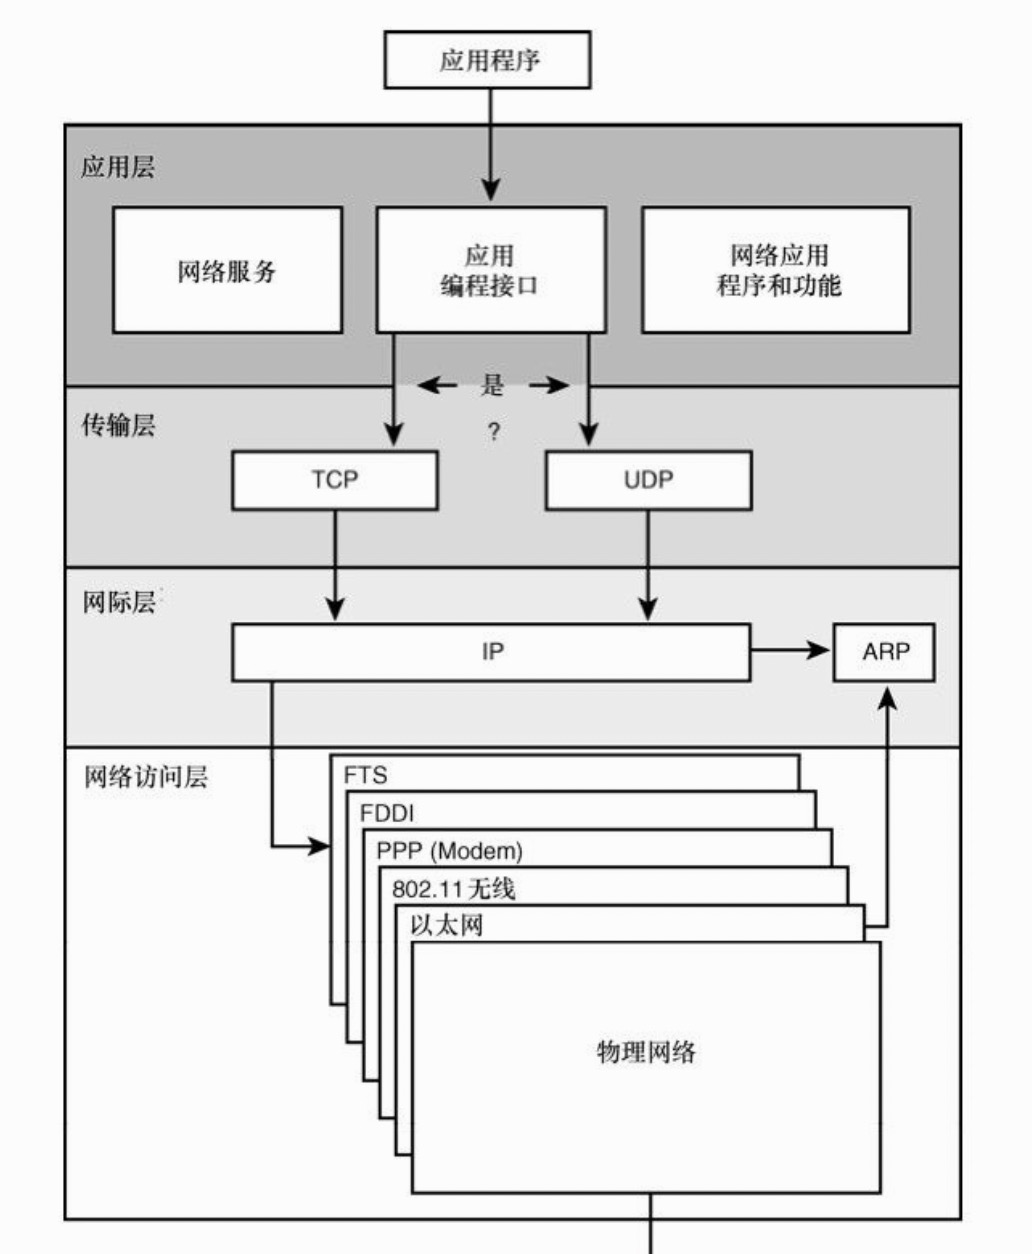 应用程序
应用层
网络服务
应用
编程接口
网络应用
程序和功能
是
?
传输层
TCP
UDP
网际层
IP
ARP
网络访问层
FTS
FDDI
PPP (Modem)
802.11 无线
以太网
物理网络